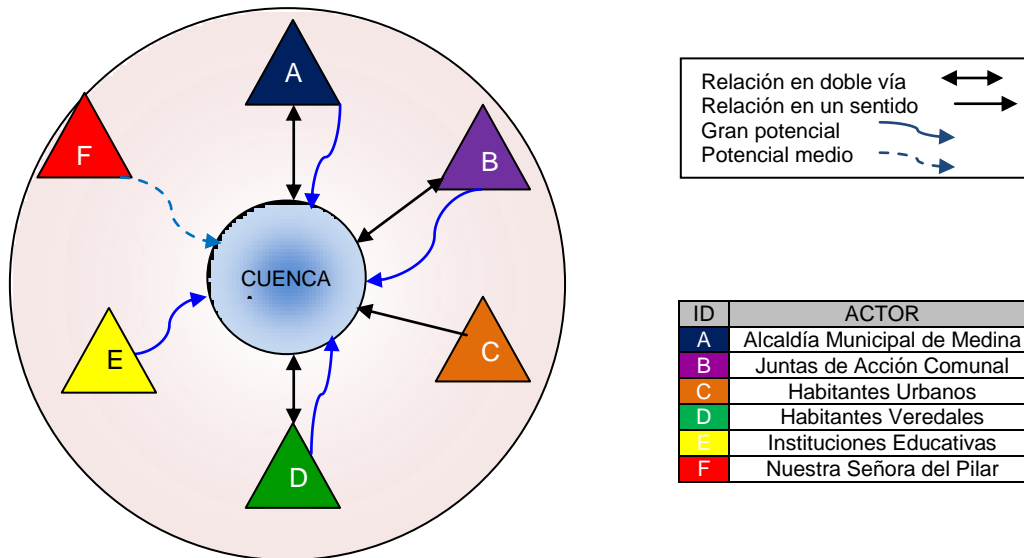 A
B
F
CUENCA
E
C
D
Relación en doble vía
Relación en un sentido
Gran potencial
Potencial medio
ID ACTOR
A Alcaldía Municipal de Medina
B Juntas de Acción Comunal
C Habitantes Urbanos
D Habitantes Veredales
E Instituciones Educativas
F Nuestra Señora del Pilar